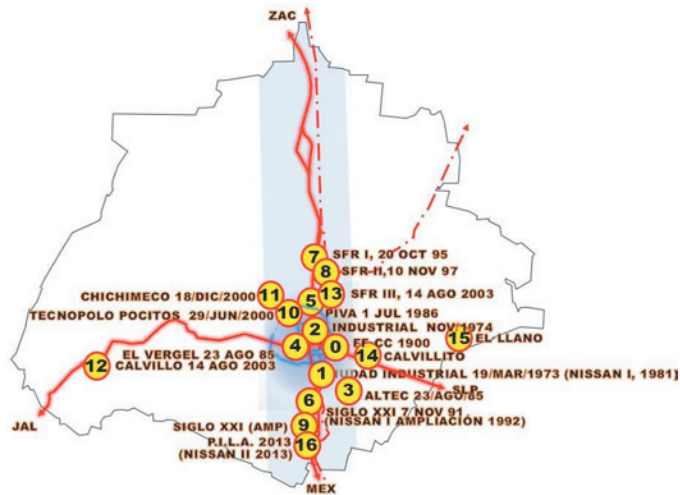 ZAC
7 SFR I, 20 OCT 95
8 SFR II,10 NOV 97
CHICHIMECO 18/DIC/2000 11
13 SFR III, 14 AGO 2003
5 PIVA 1 JUL 1986
TECNOPOLO POCITOS 29/JUN/2000 10
2 INDUSTRIAL NOV/1974
15 EL LLANO
4 0 FF CC 1900
EL VERGEL 23 AGO 85
14 CALVILLITO
12 CALVILLO 14 AGO 2003
1 IUDAD INDUSTRIAL 19/MAR/1973 (NISSAN I, 1981)
SLP
3 ALTEC 23/AGO/85
JAL
6 SIGLO XXI 7/NOV 91
(NISSAN I AMPLIACIÓN 1992)
SIGLO XXI (AMP) 9
P.I.L.A. 2013 16
(NISSAN II 2013)
MEX